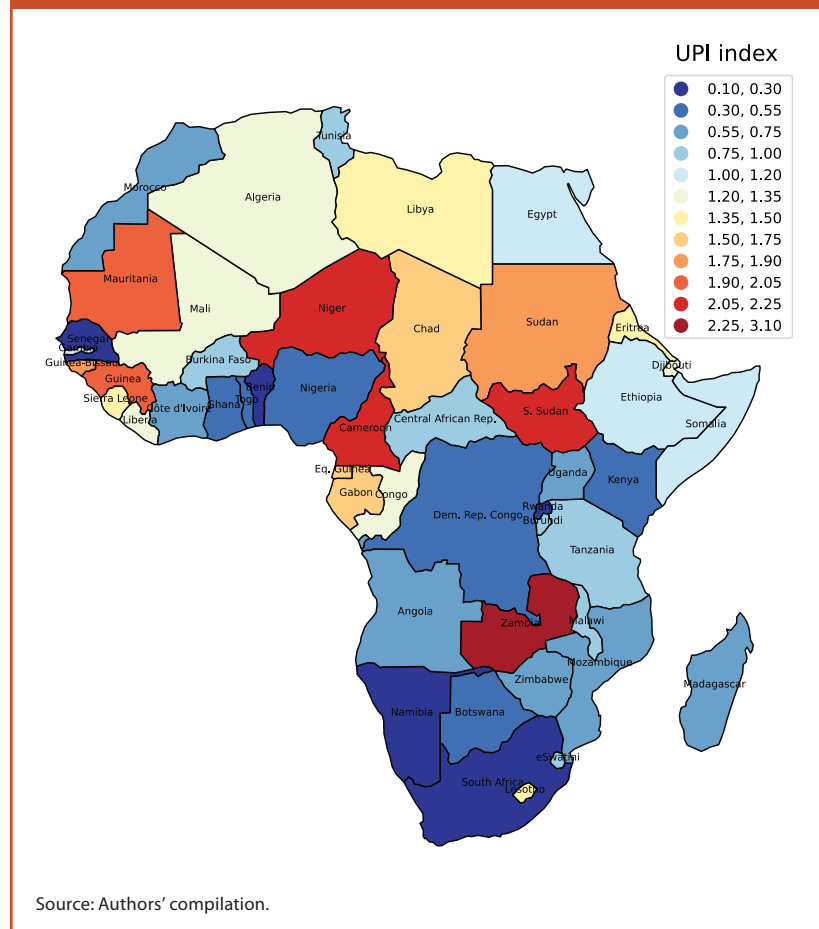 UPI index
0.10, 0.30
0.30, 0.55
0.55, 0.75
0.75, 1.00
1.00, 1.20
1.20, 1.35
1.35, 1.50
1.50, 1.75
1.75, 1.90
1.90, 2.05
2.05, 2.25
2.25, 3.10
Tunisia
Morocco
Algeria
Libya
Egypt
Mauritania
Mali
Niger
Chad
Sudan
Eritrea
Senegal
Gambia
Guinea-Bissau
Guinea
Sierra Leone
Liberia
Côte d'Ivoire
Burkina Faso
Ghana
Togo
Benin
Nigeria
Cameroon
Central African Rep.
S. Sudan
Djibouti
Ethiopia
Somalia
Eq. Guinea
Gabon
Congo
Dem. Rep. Congo
Uganda
Kenya
Rwanda
Burundi
Tanzania
Angola
Zambia
Malawi
Mozambique
Zimbabwe
Madagascar
Namibia
Botswana
eSwatini
South Africa
Lesotho
Source: Authors’ compilation.